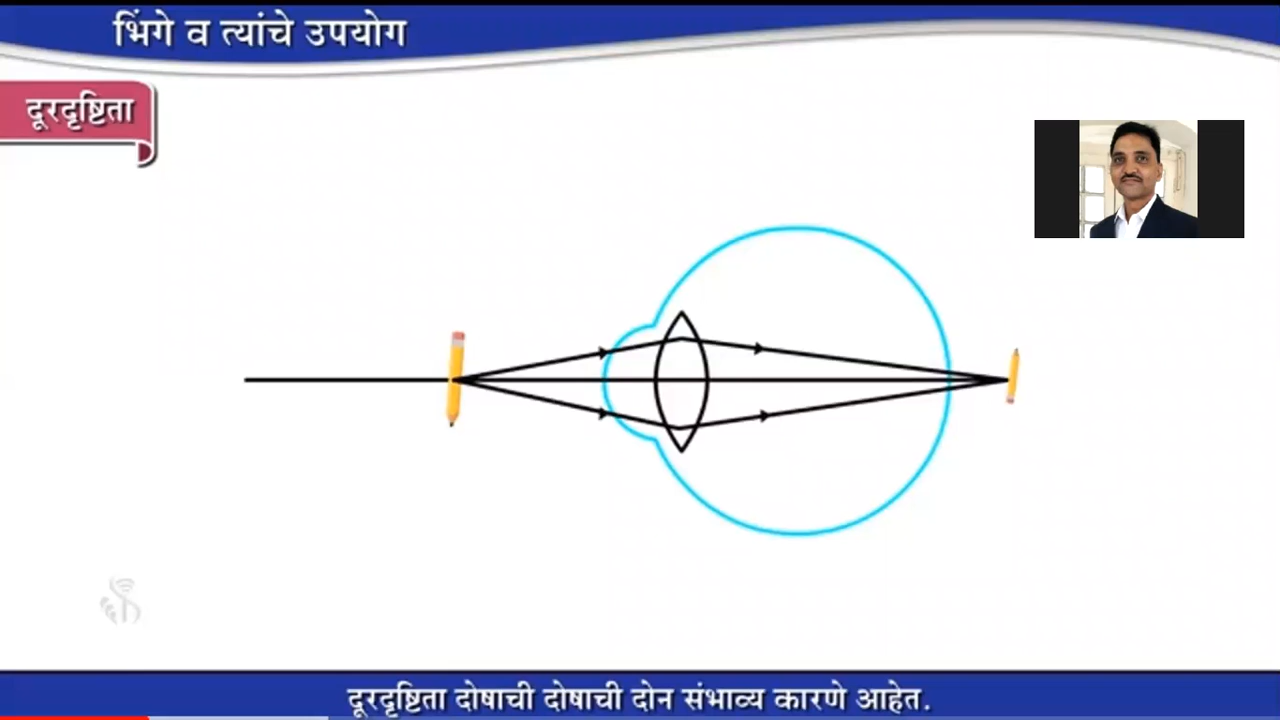 भिंगे व त्यांचे उपयोग
दूरदृष्टिता
दूरदृष्टिता दोषाची दोषाची दोन संभाव्य कारणे आहेत.